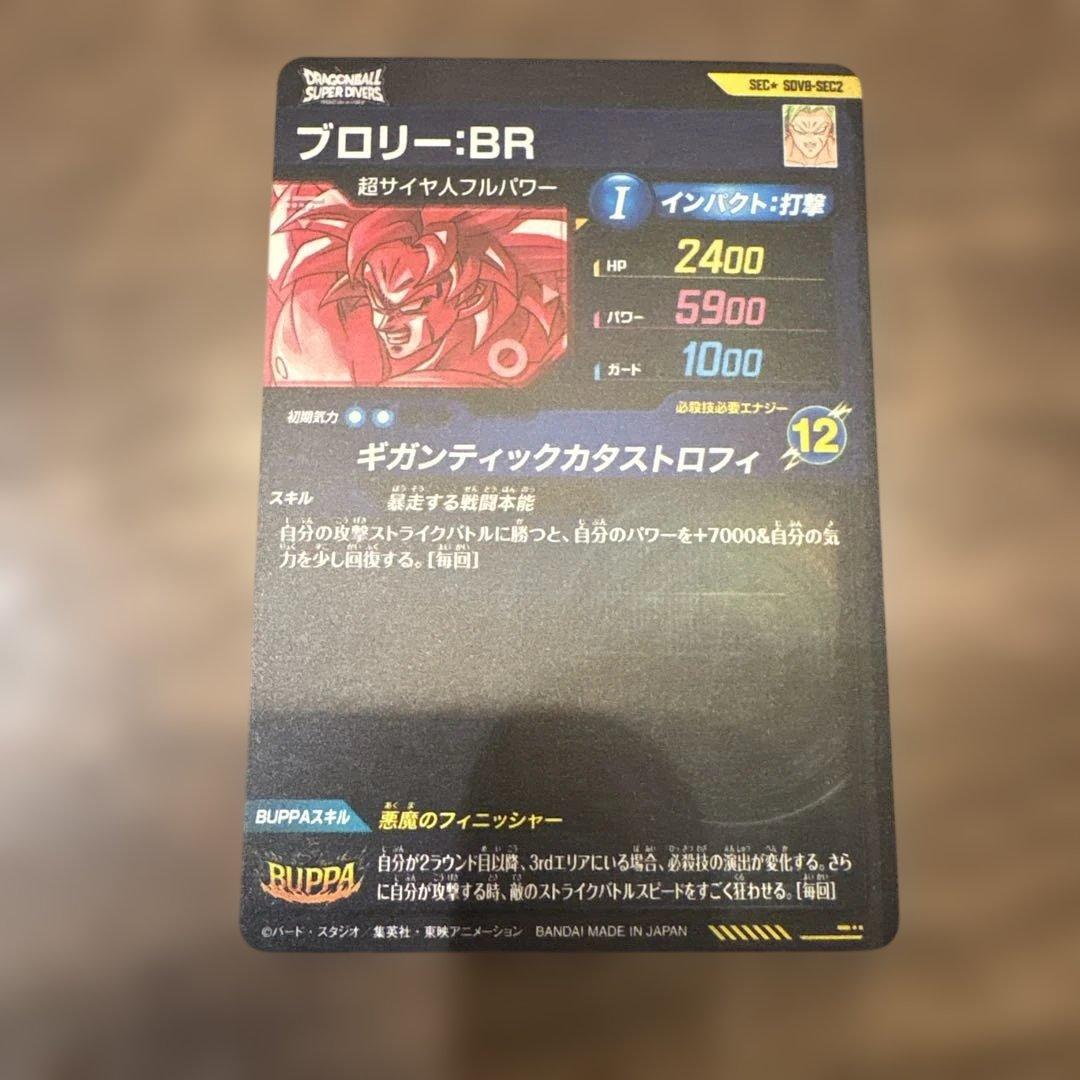 DRAGONBALL
SUPER DIVERS
SEC★ SDV8-SEC2
ブロリー:BR
超サイヤ人フルパワー
I インパクト:打撃
HP 2400
パワー 5900
ガード 1000
初期気力
必殺技必要エナジー
12
ギガンティックカタストロフィ
スキル 暴走する戦闘本能
自分の攻撃ストライクバトルに勝つと、自分のパワーを+7000&自分の気
力を少し回復する。[毎回]
BUPPAスキル 悪魔のフィニッシャー
BUPPA
自分が2ラウンド目以降、3rdエリアにいる場合、必殺技の演出が変化する。さら
に自分が攻撃する時、敵のストライクバトルスピードをすごく狂わせる。[毎回]
©バード・スタジオ／集英社・東映アニメーション BANDAI MADE IN JAPAN